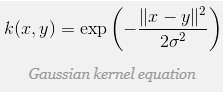 k(x, y) = exp(−‖x − y‖²/2σ²)
Gaussian kernel equation